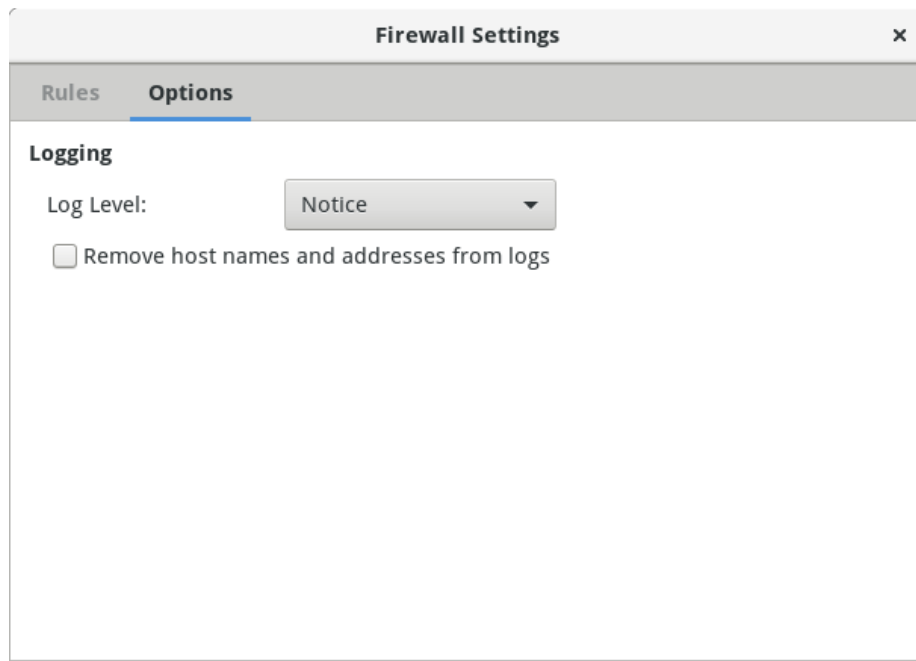 Firewall Settings
Rules Options
Logging
Log Level: Notice
Remove host names and addresses from logs